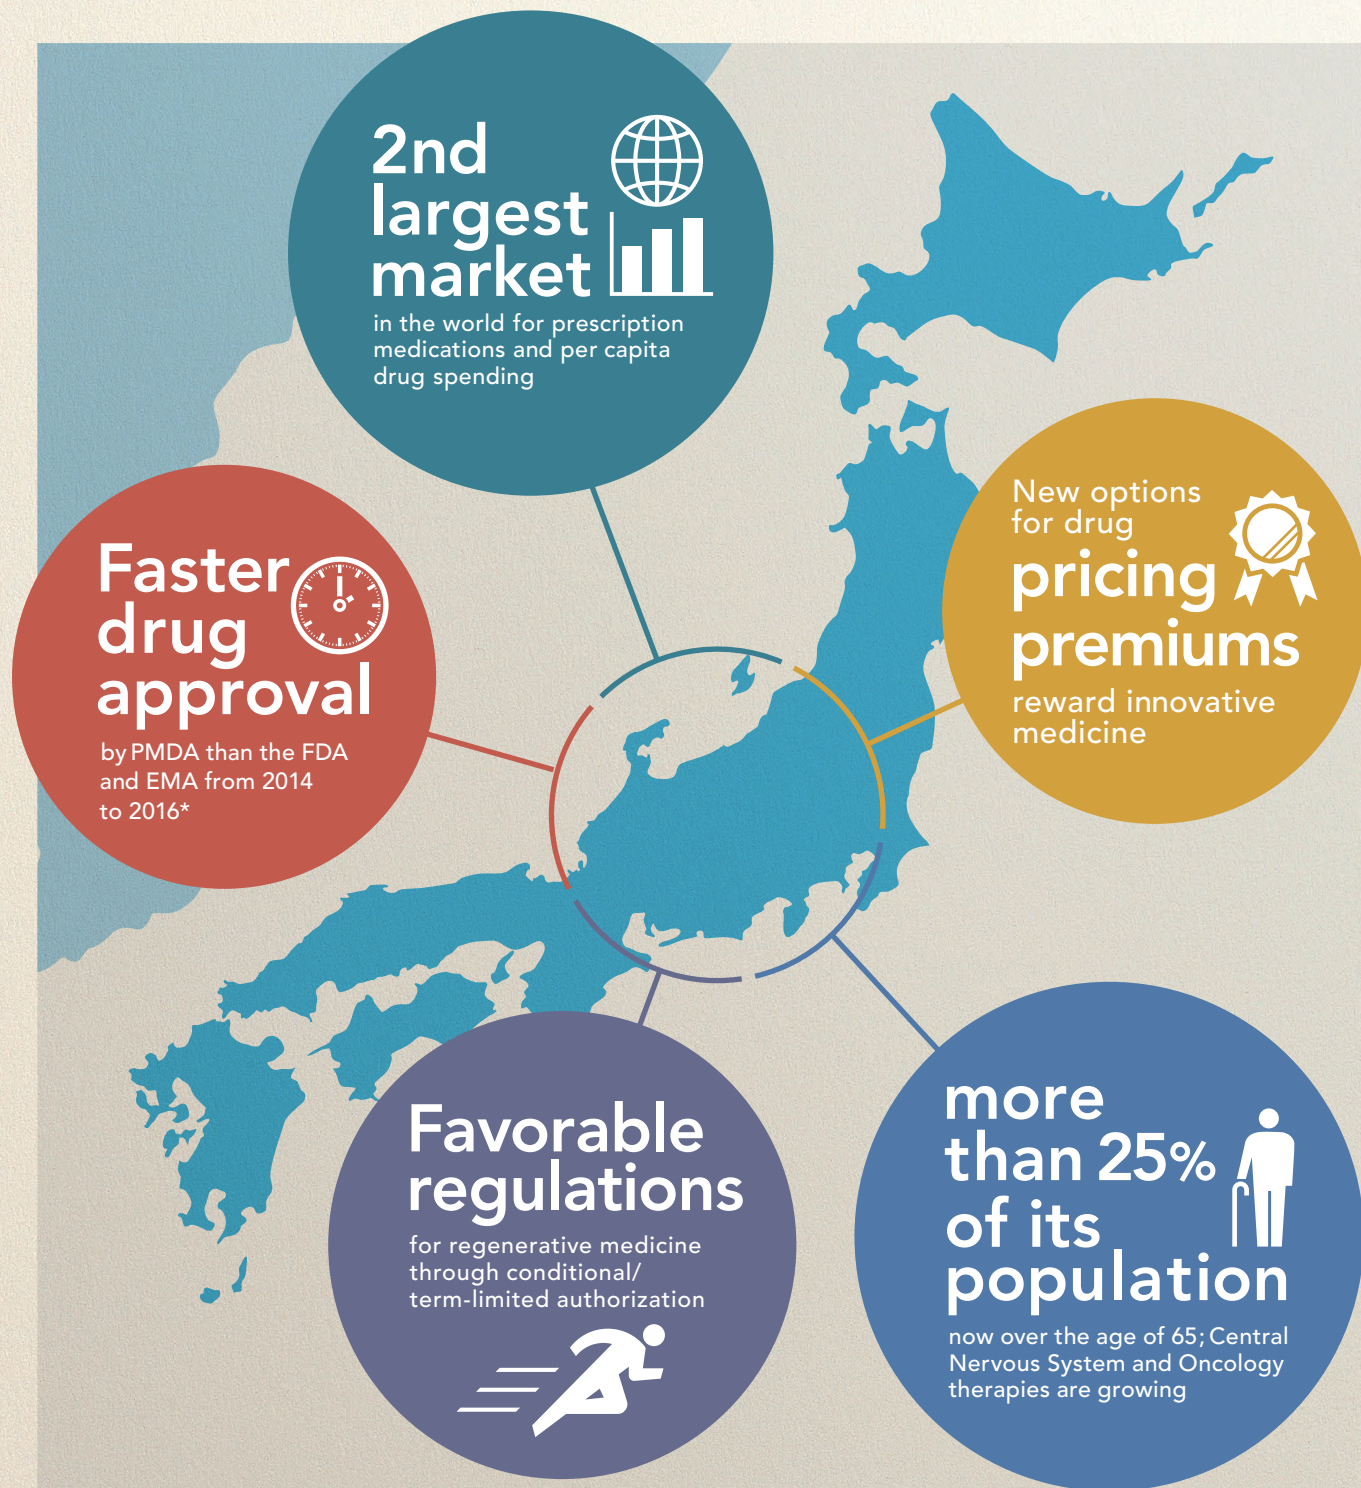 2nd
largest
market
in the world for prescription
medications and per capita
drug spending
New options
for drug
pricing
premiums
reward innovative
medicine
Faster
drug
approval
by PMDA than the FDA
and EMA from 2014
to 2016*
Favorable
regulations
for regenerative medicine
through conditional/
term-limited authorization
more
than 25%
of its
population
now over the age of 65; Central
Nervous System and Oncology
therapies are growing